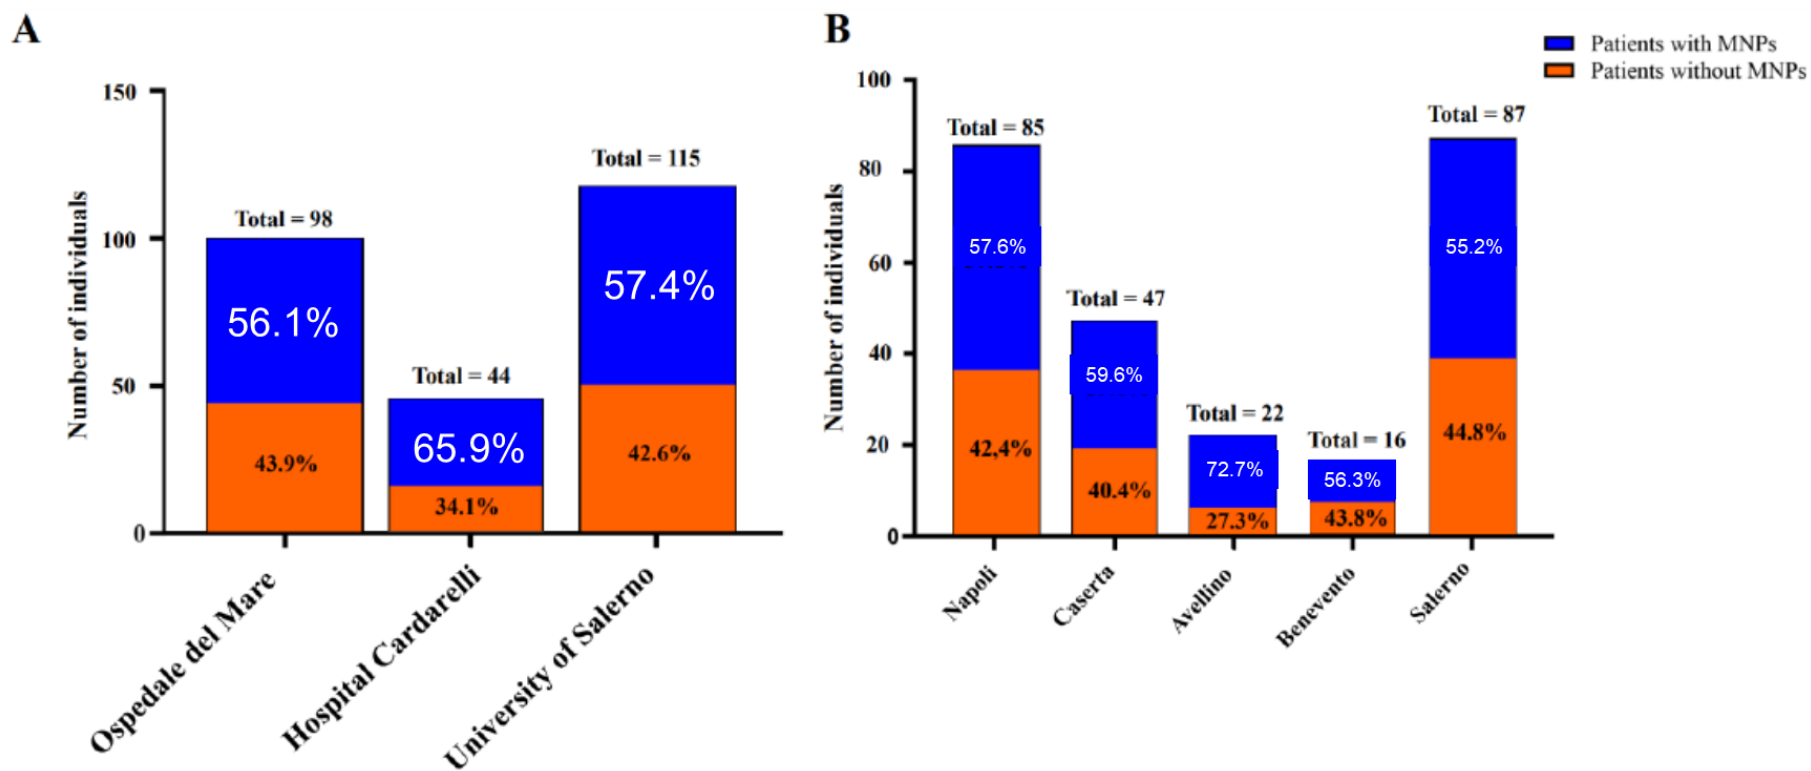 A
150
100
50
0
Number of individuals
Total = 98
56.1%
43.9%
Total = 44
65.9%
34.1%
Total = 115
57.4%
42.6%
Ospedale del Mare
Hospital Cardarelli
University of Salerno
B
Patients with MNPs
Patients without MNPs
100
80
60
40
20
0
Number of individuals
Total = 85
57.6%
42,4%
Total = 47
59.6%
40.4%
Total = 22
72.7%
27.3%
Total = 16
56.3%
43.8%
Total = 87
55.2%
44.8%
Napoli
Caserta
Avellino
Benevento
Salerno